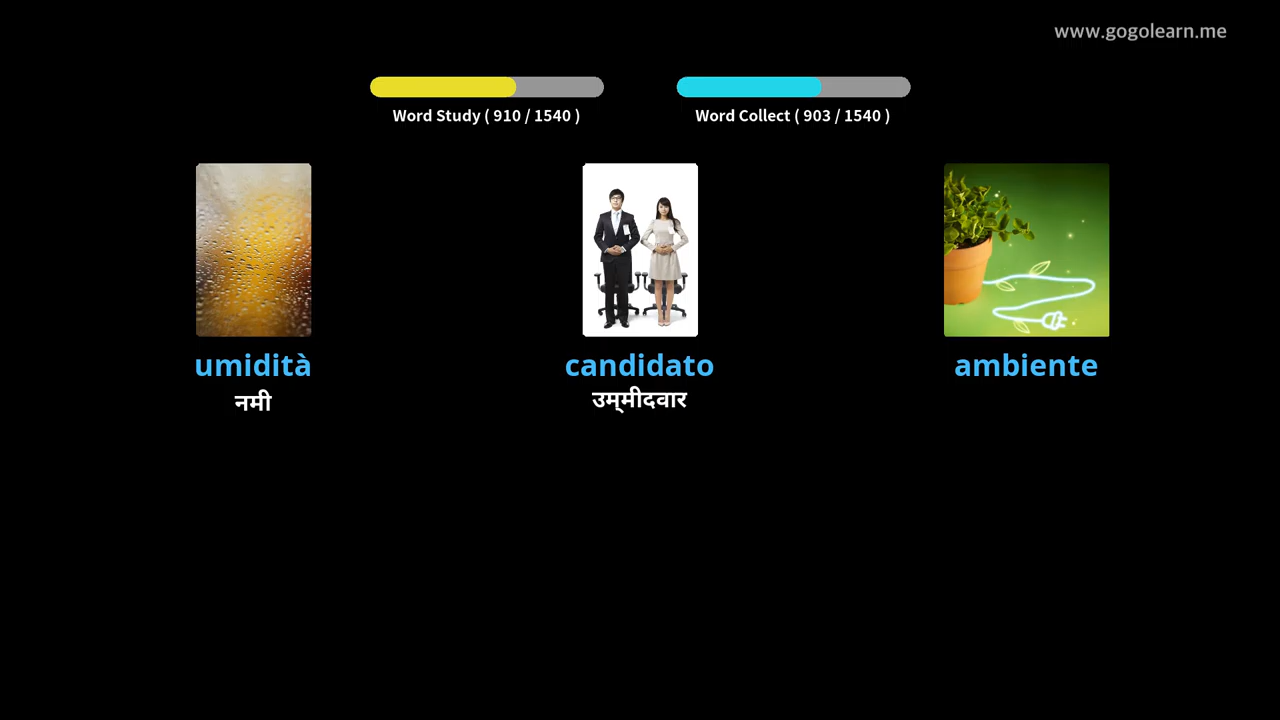 www.gogolearn.me
Word Study ( 910 / 1540 )
Word Collect ( 903 / 1540 )
umidità
candidato
ambiente
नमी
उम्मीदवार